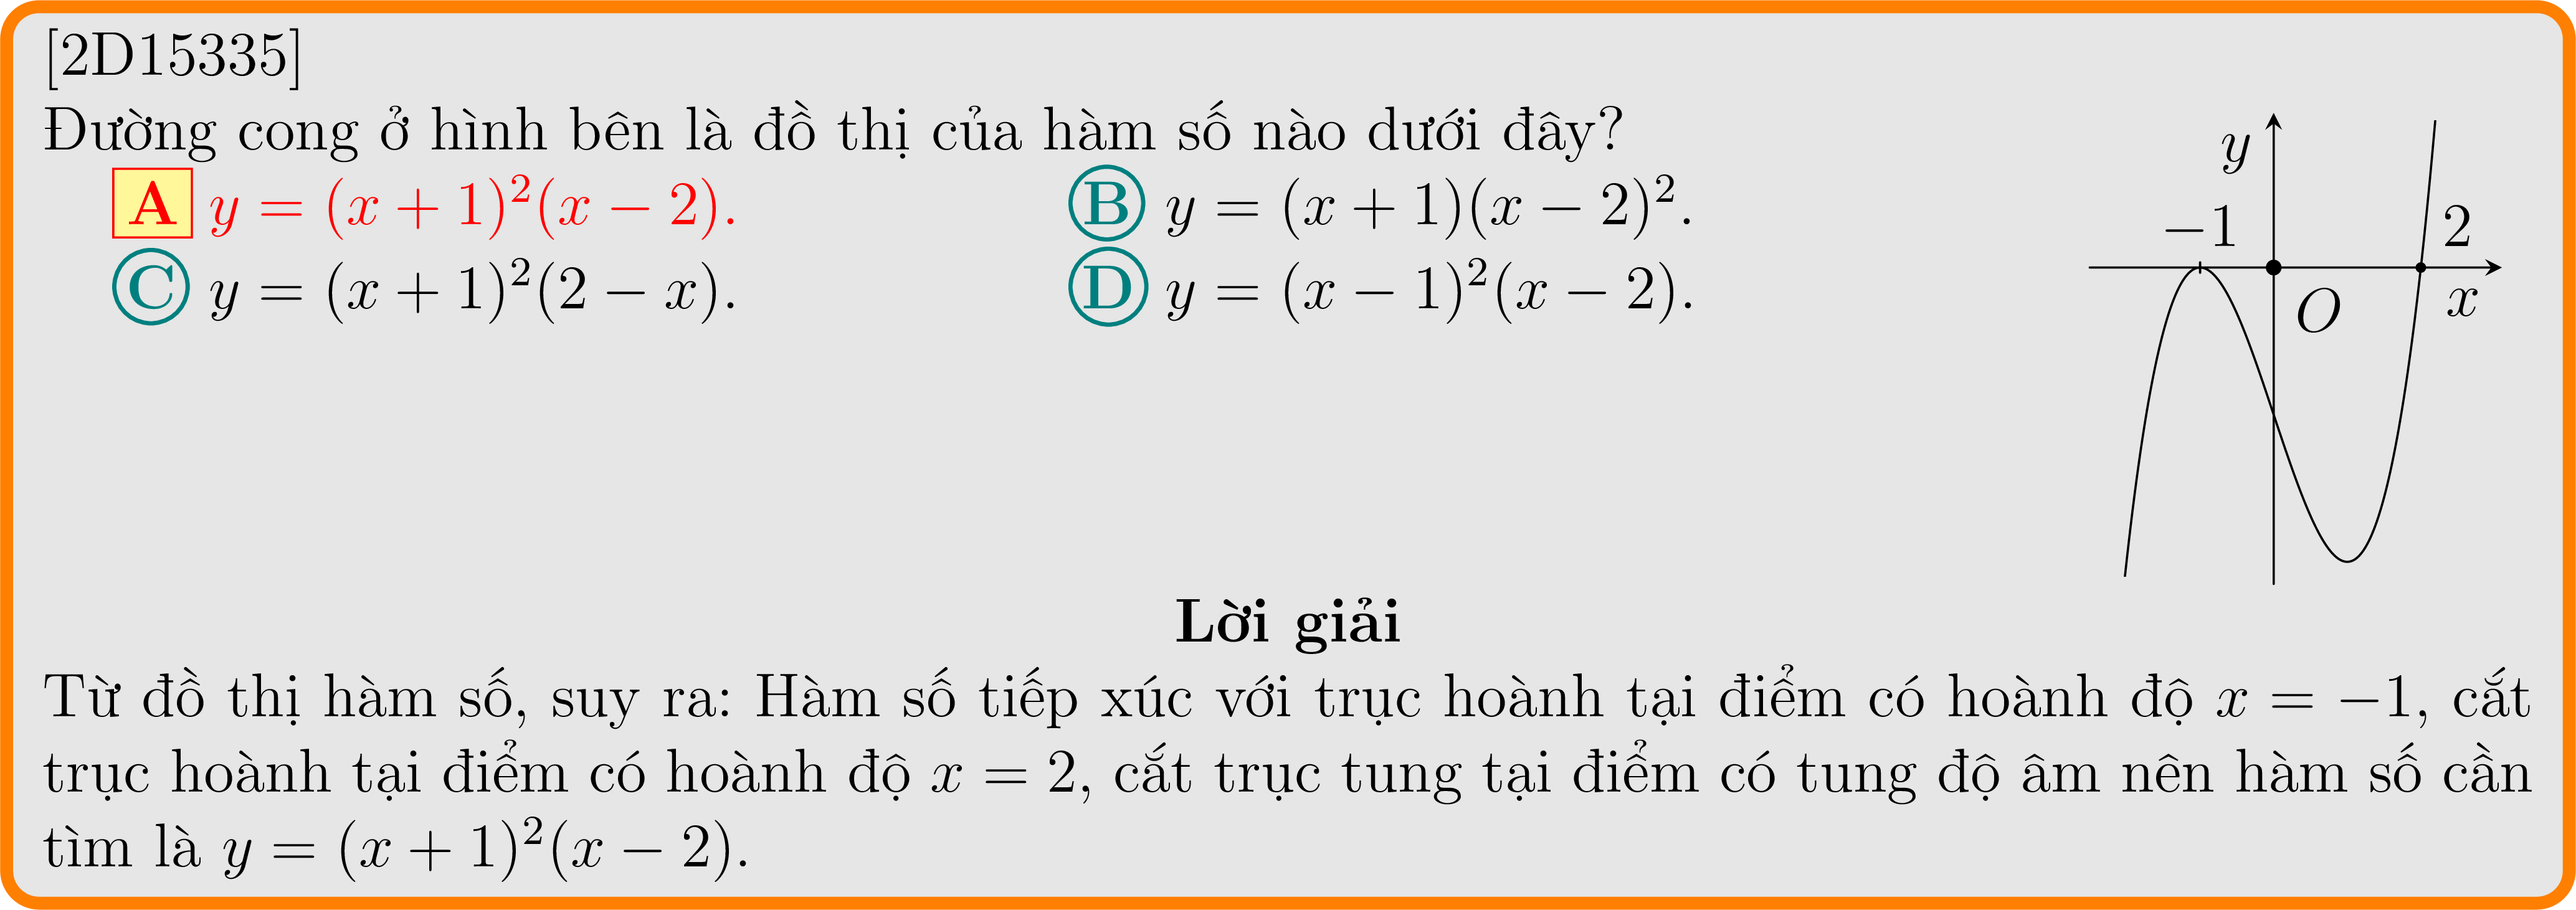 [2D15335]
Đường cong ở hình bên là đồ thị của hàm số nào dưới đây?
A y = (x + 1)²(x − 2). B y = (x + 1)(x − 2)².
C y = (x + 1)²(2 − x). D y = (x − 1)²(x − 2).
y
−1 2
O x
Lời giải
Từ đồ thị hàm số, suy ra: Hàm số tiếp xúc với trục hoành tại điểm có hoành độ x = −1, cắt
trục hoành tại điểm có hoành độ x = 2, cắt trục tung tại điểm có tung độ âm nên hàm số cần
tìm là y = (x + 1)²(x − 2).